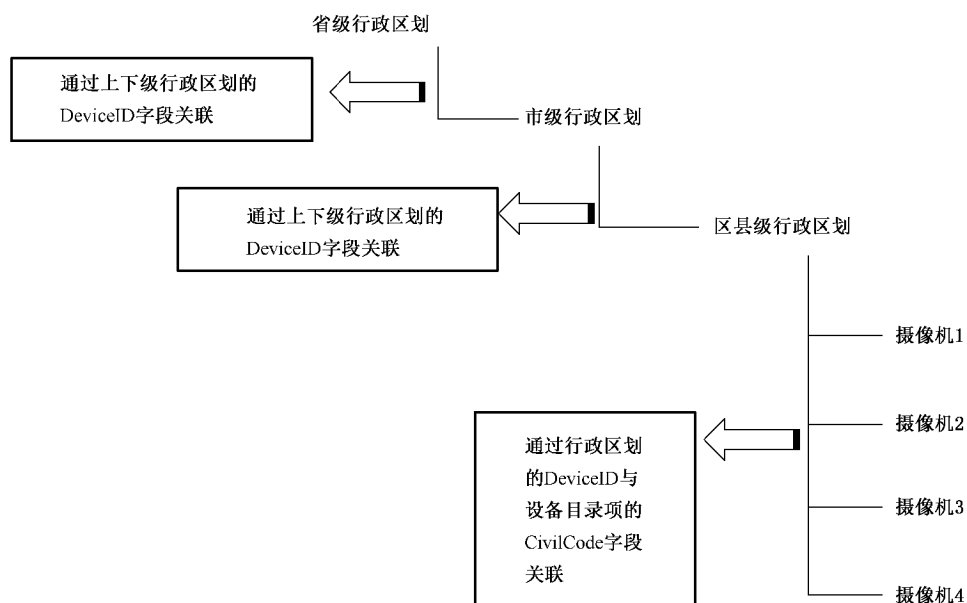 省级行政区划
通过上下级行政区划的
DeviceID字段关联
市级行政区划
通过上下级行政区划的
DeviceID字段关联
区县级行政区划
摄像机1
摄像机2
通过行政区划
的DeviceID与
设备目录项的
CivilCode字段
关联
摄像机3
摄像机4